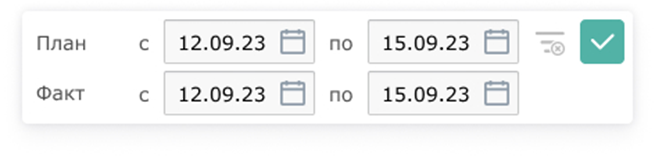 План с 12.09.23 по 15.09.23
Факт с 12.09.23 по 15.09.23